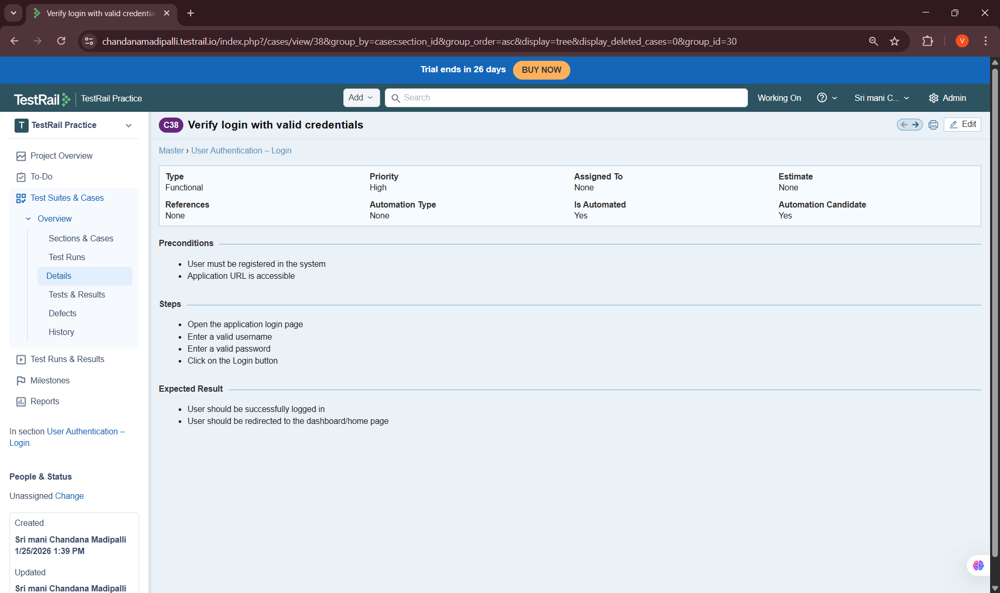 Verify login with valid credentia
chandanamadipalli.testrail.io/index.php?/cases/view/38&group_by=cases:section_id&group_order=asc&display=tree&display_deleted_cases=0&group_id=30
V
Trial ends in 26 days
BUY NOW
TestRail
TestRail Practice
Add
Search
Working On
Sri mani C...
Admin
T TestRail Practice
Project Overview
To-Do
Test Suites & Cases
Overview
Sections & Cases
Test Runs
Details
Tests & Results
Defects
History
Test Runs & Results
Milestones
Reports
In section User Authentication –
Login.
People & Status
Unassigned Change
Created
Sri mani Chandana Madipalli
1/25/2026 1:39 PM
Updated
Sri mani Chandana Madipalli
C38 Verify login with valid credentials
Edit
Master › User Authentication – Login
Type
Functional
Priority
High
Assigned To
None
Estimate
None
References
None
Automation Type
None
Is Automated
Yes
Automation Candidate
Yes
Preconditions
• User must be registered in the system
• Application URL is accessible
Steps
• Open the application login page
• Enter a valid username
• Enter a valid password
• Click on the Login button
Expected Result
• User should be successfully logged in
• User should be redirected to the dashboard/home page